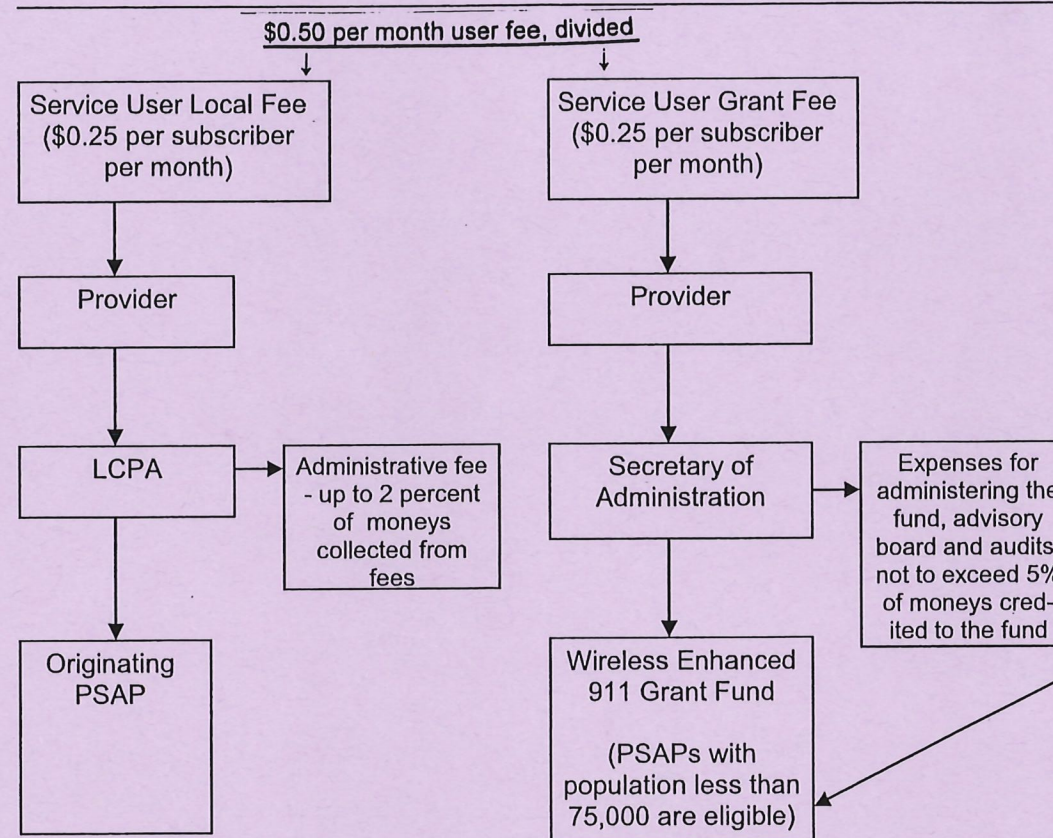 $0.50 per month user fee, divided
Service User Local Fee
($0.25 per subscriber
per month)
Service User Grant Fee
($0.25 per subscriber
per month)
Provider
Provider
LCPA
Administrative fee
- up to 2 percent
of moneys
collected from
fees
Secretary of
Administration
Expenses for
administering the
fund, advisory
board and audits
not to exceed 5%
of moneys cred-
ited to the fund
Originating
PSAP
Wireless Enhanced
911 Grant Fund
(PSAPs with
population less than
75,000 are eligible)